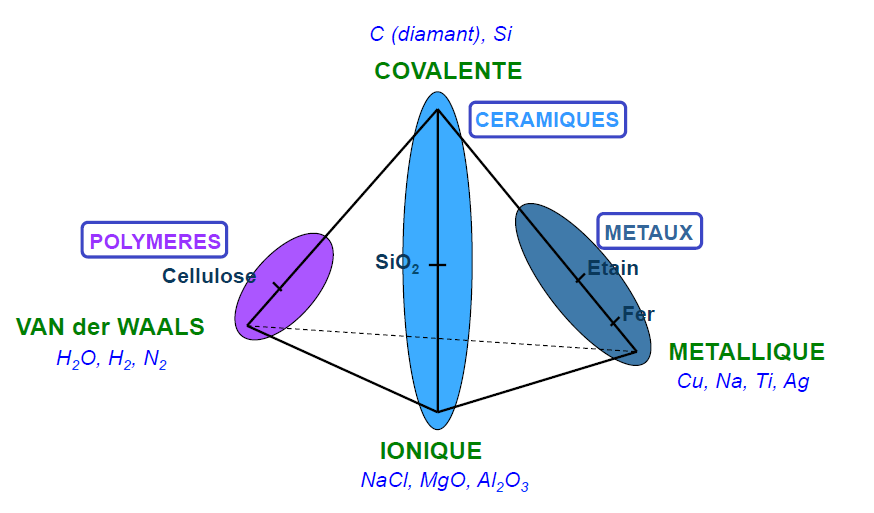 C (diamant), Si
COVALENTE
CERAMIQUES
POLYMERES
METAUX
Cellulose
SiO₂
Etain
Fer
VAN der WAALS
H₂O, H₂, N₂
METALLIQUE
Cu, Na, Ti, Ag
IONIQUE
NaCl, MgO, Al₂O₃